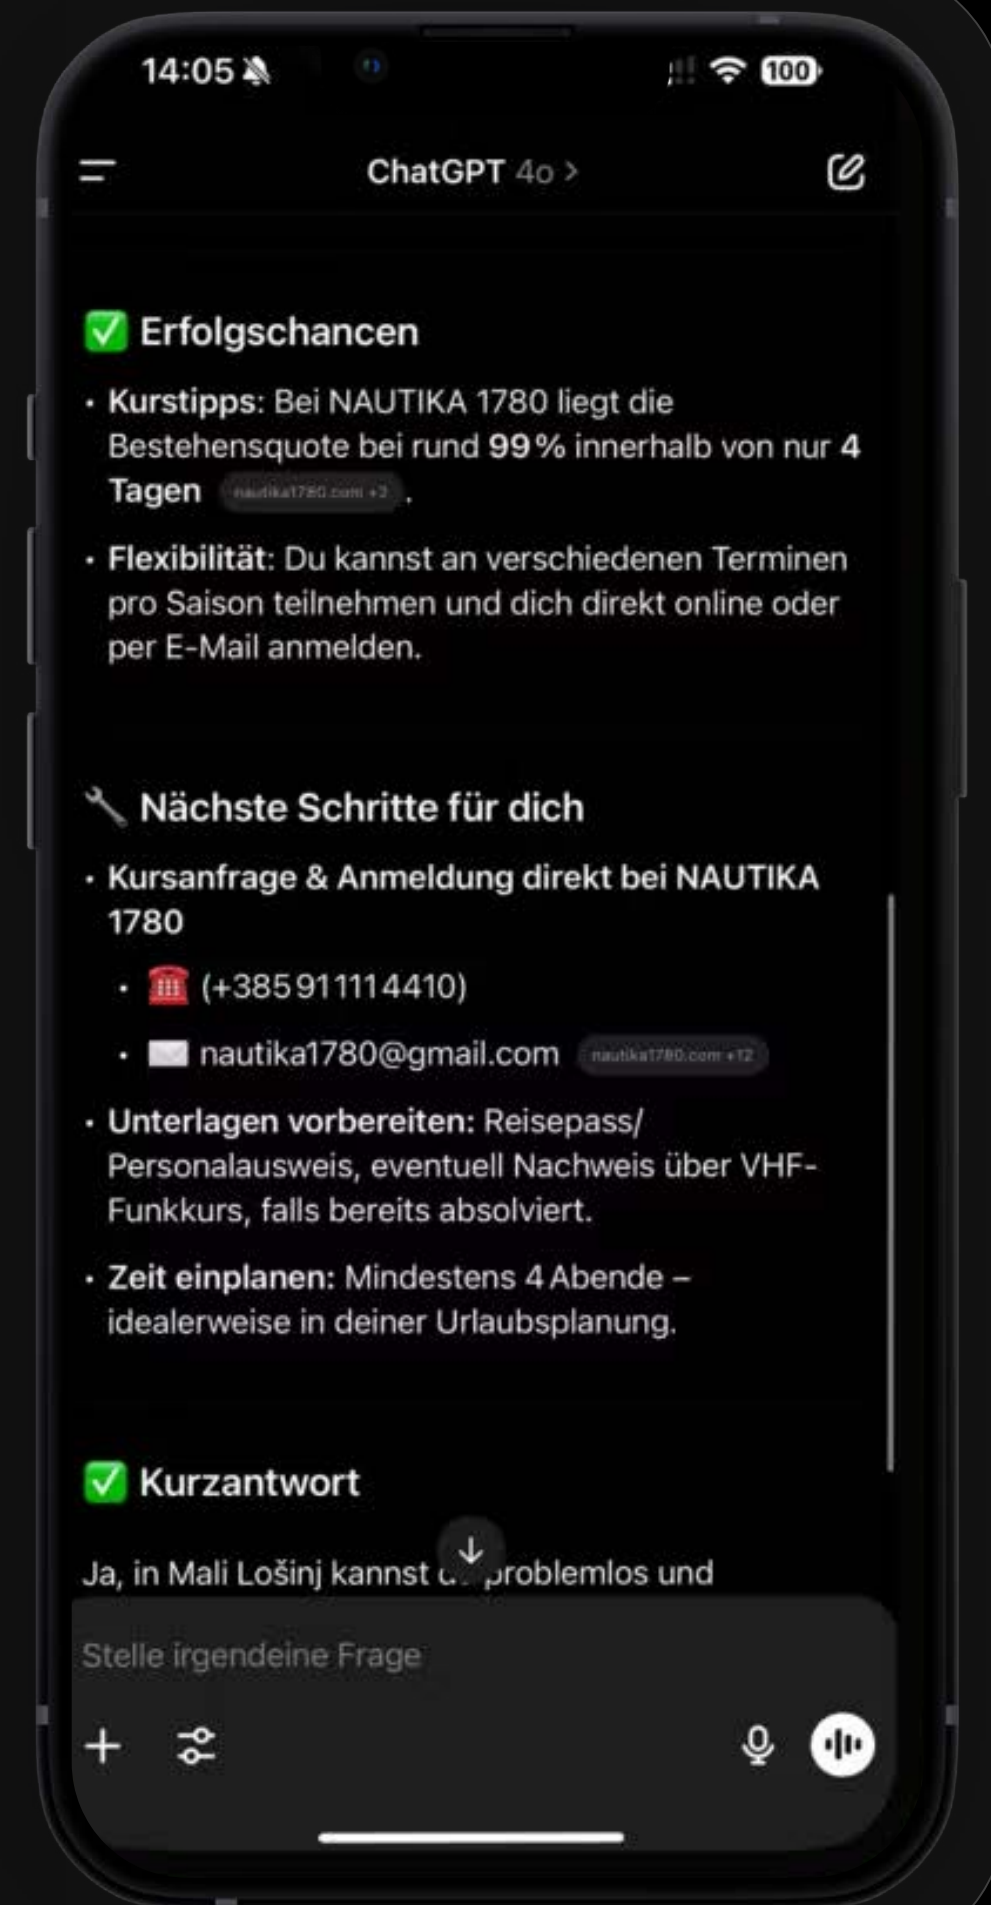 14:05
100
ChatGPT 4o >
✅ Erfolgschancen
• Kurstipps: Bei NAUTIKA 1780 liegt die
Bestehensquote bei rund 99 % innerhalb von nur 4
Tagen nautika1780.com +2 .
• Flexibilität: Du kannst an verschiedenen Terminen
pro Saison teilnehmen und dich direkt online oder
per E-Mail anmelden.
🔧 Nächste Schritte für dich
• Kursanfrage & Anmeldung direkt bei NAUTIKA
1780
• ☎️ (+385 91 111 4410)
• ✉️ nautika1780@gmail.com nautika1780.com +12
• Unterlagen vorbereiten: Reisepass/
Personalausweis, eventuell Nachweis über VHF-
Funkkurs, falls bereits absolviert.
• Zeit einplanen: Mindestens 4 Abende –
idealerweise in deiner Urlaubsplanung.
✅ Kurzantwort
Ja, in Mali Lošinj kannst problemlos und
Stelle irgendeine Frage